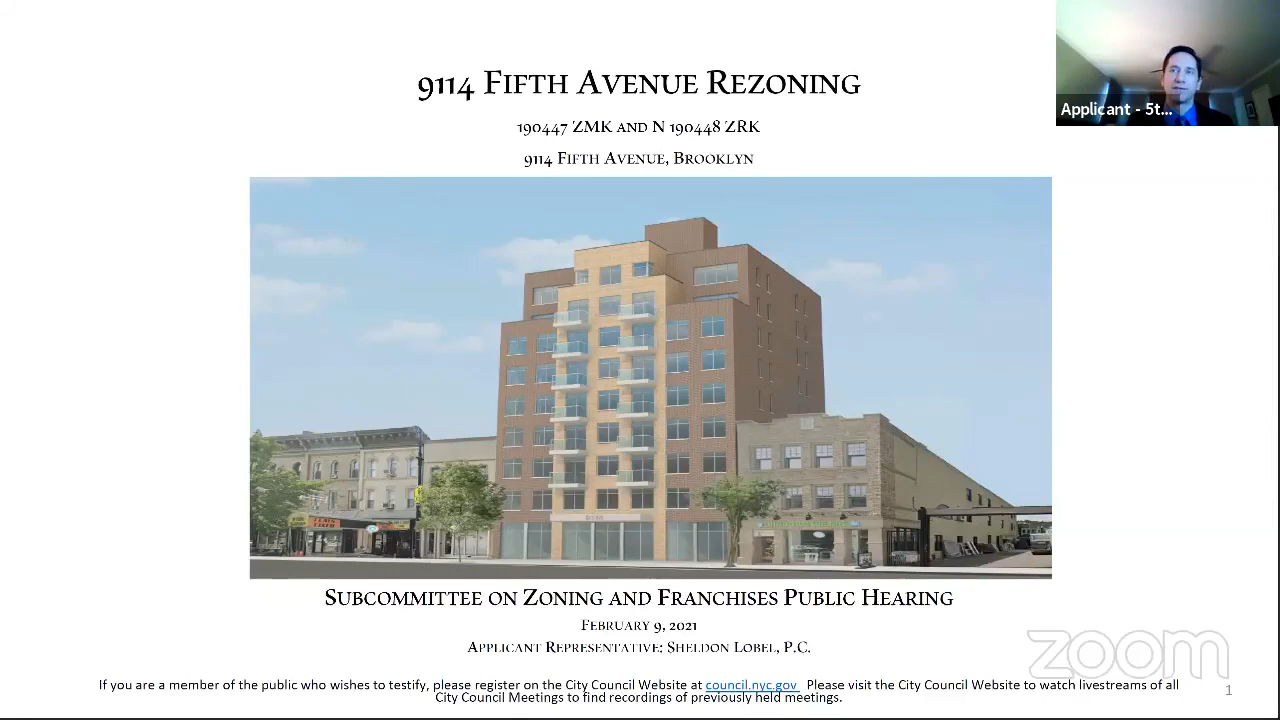 9114 Fifth Avenue Rezoning
190447 ZMK and N 190448 ZRK
9114 Fifth Avenue, Brooklyn
Applicant - 5t...
Subcommittee on Zoning and Franchises Public Hearing
February 9, 2021
Applicant Representative: Sheldon Lobel, P.C.
zoom
If you are a member of the public who wishes to testify, please register on the City Council Website at council.nyc.gov Please visit the City Council Website to watch livestreams of all
City Council Meetings to find recordings of previously held meetings.
1